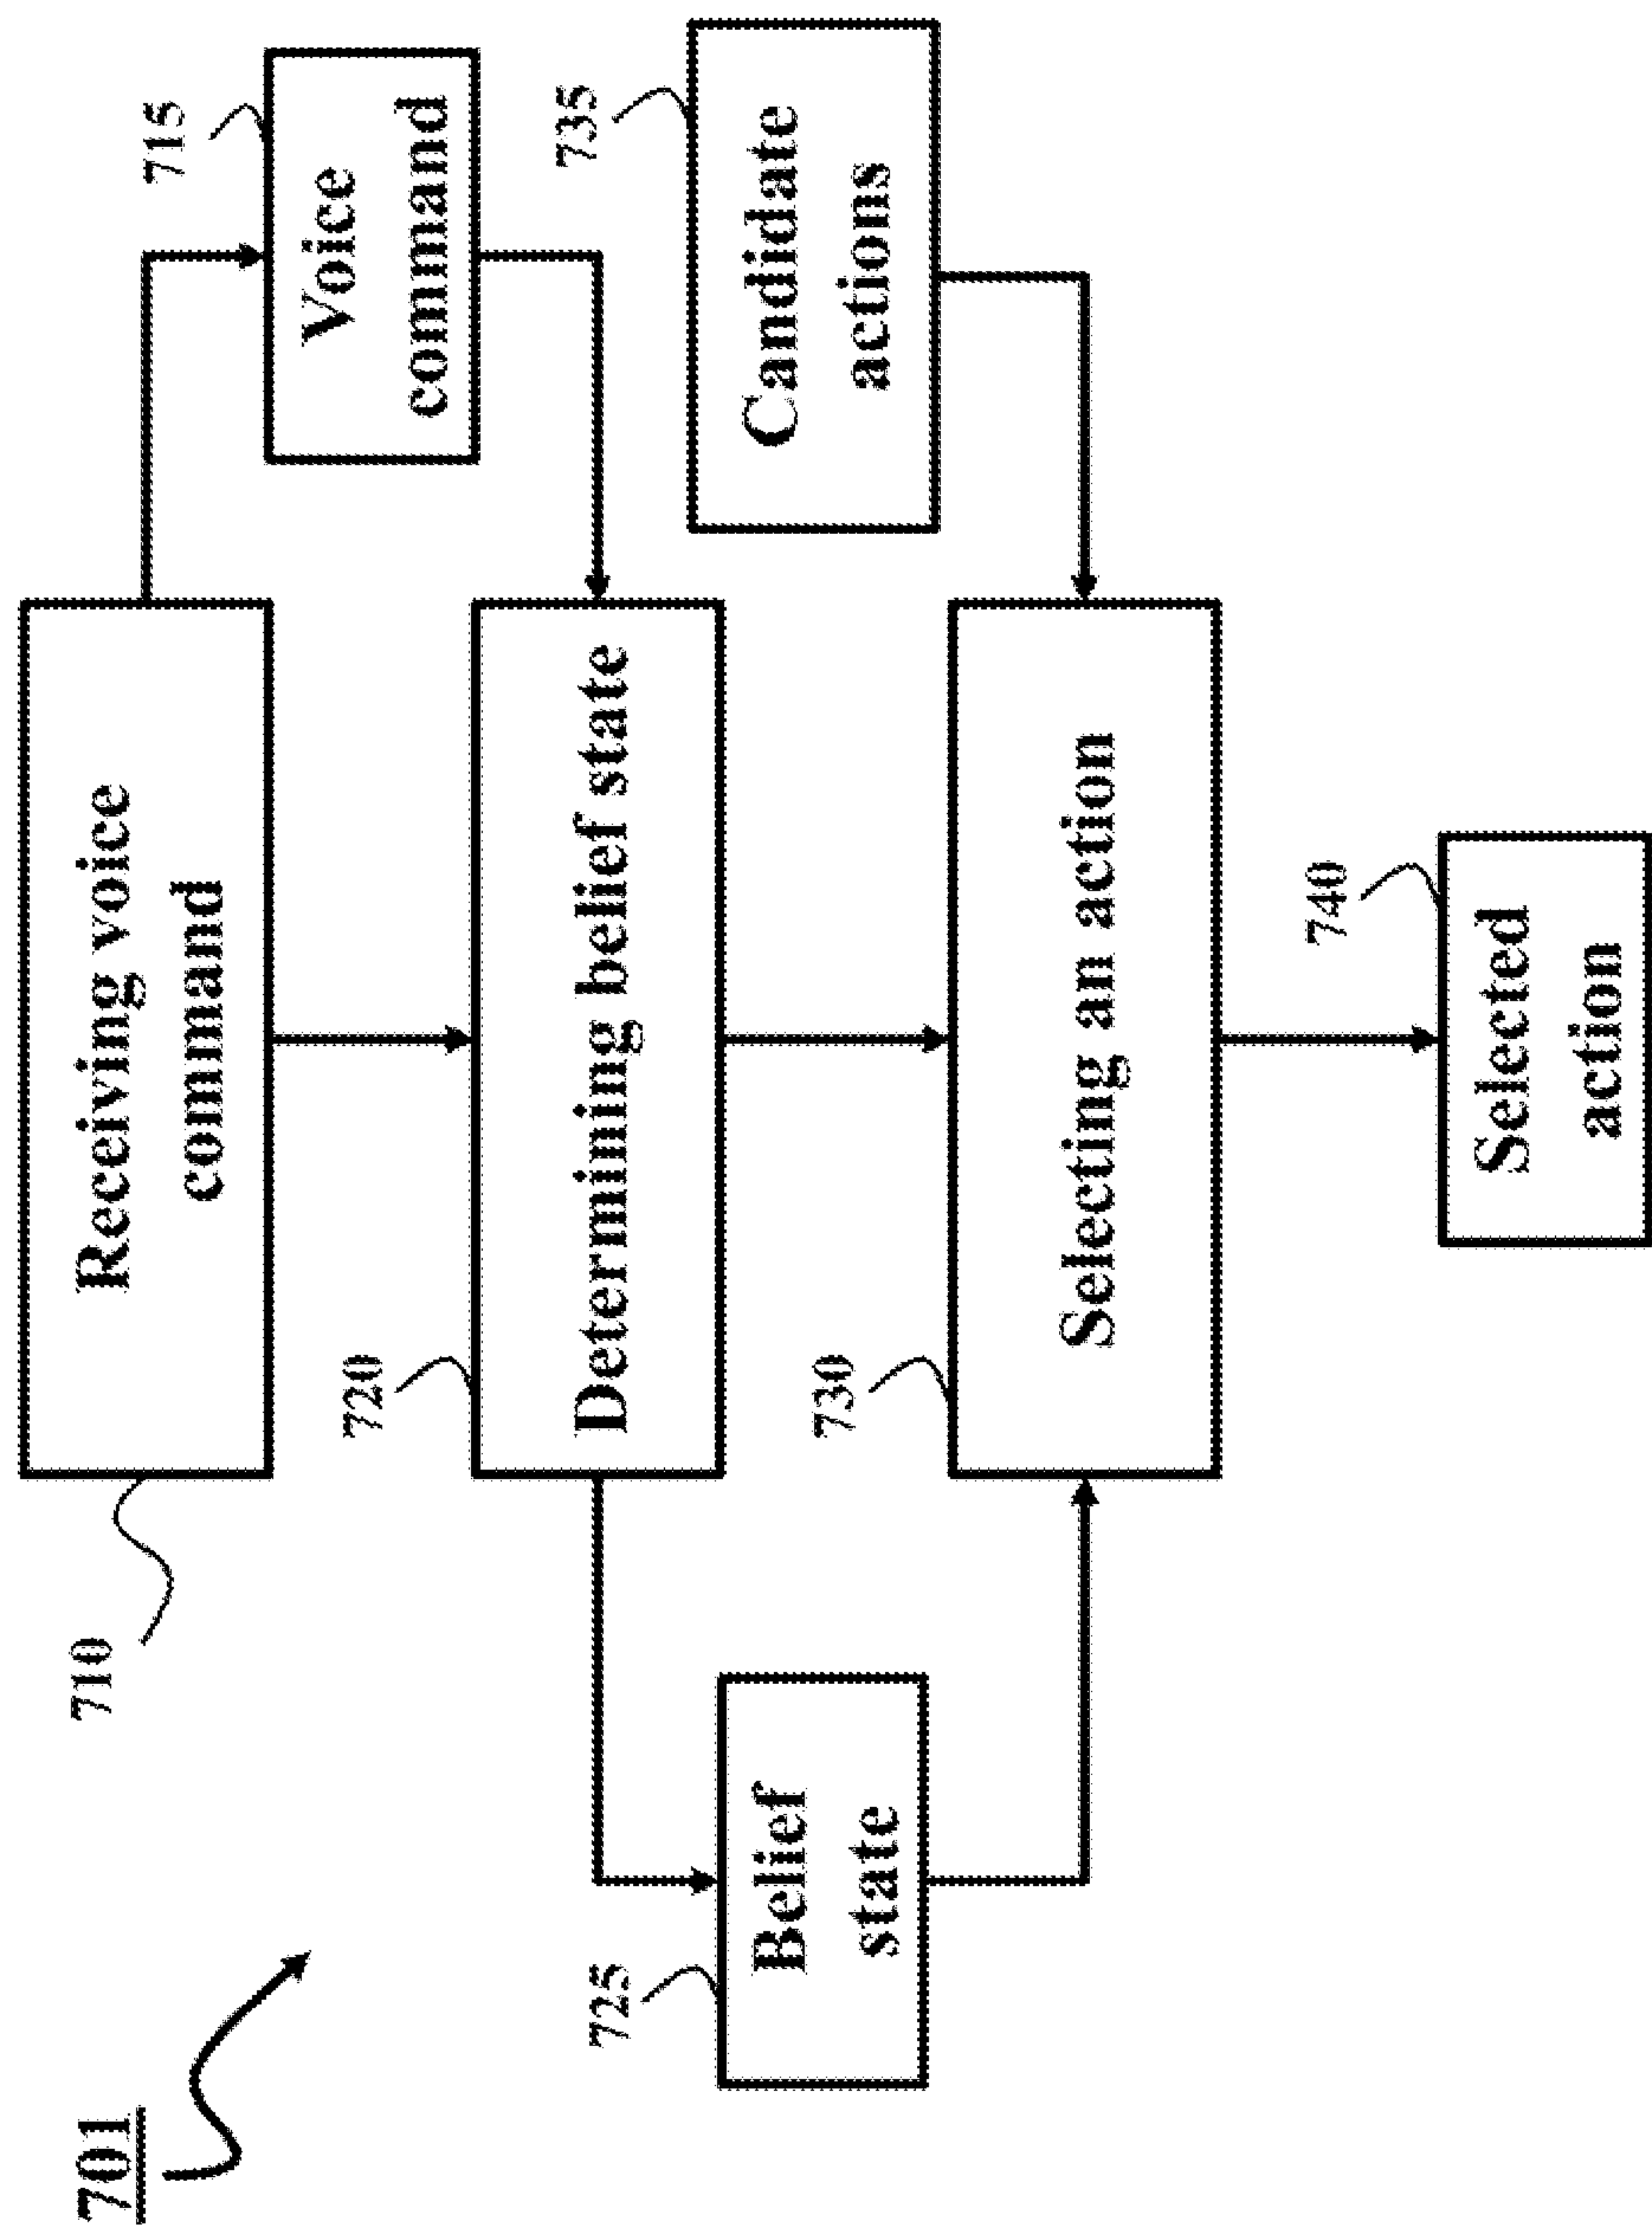 701
710
Receiving voice
command
715
Voice
command
720
Determining belief state
725
Belief
state
735
Candidate
actions
730
Selecting an action
740
Selected
action